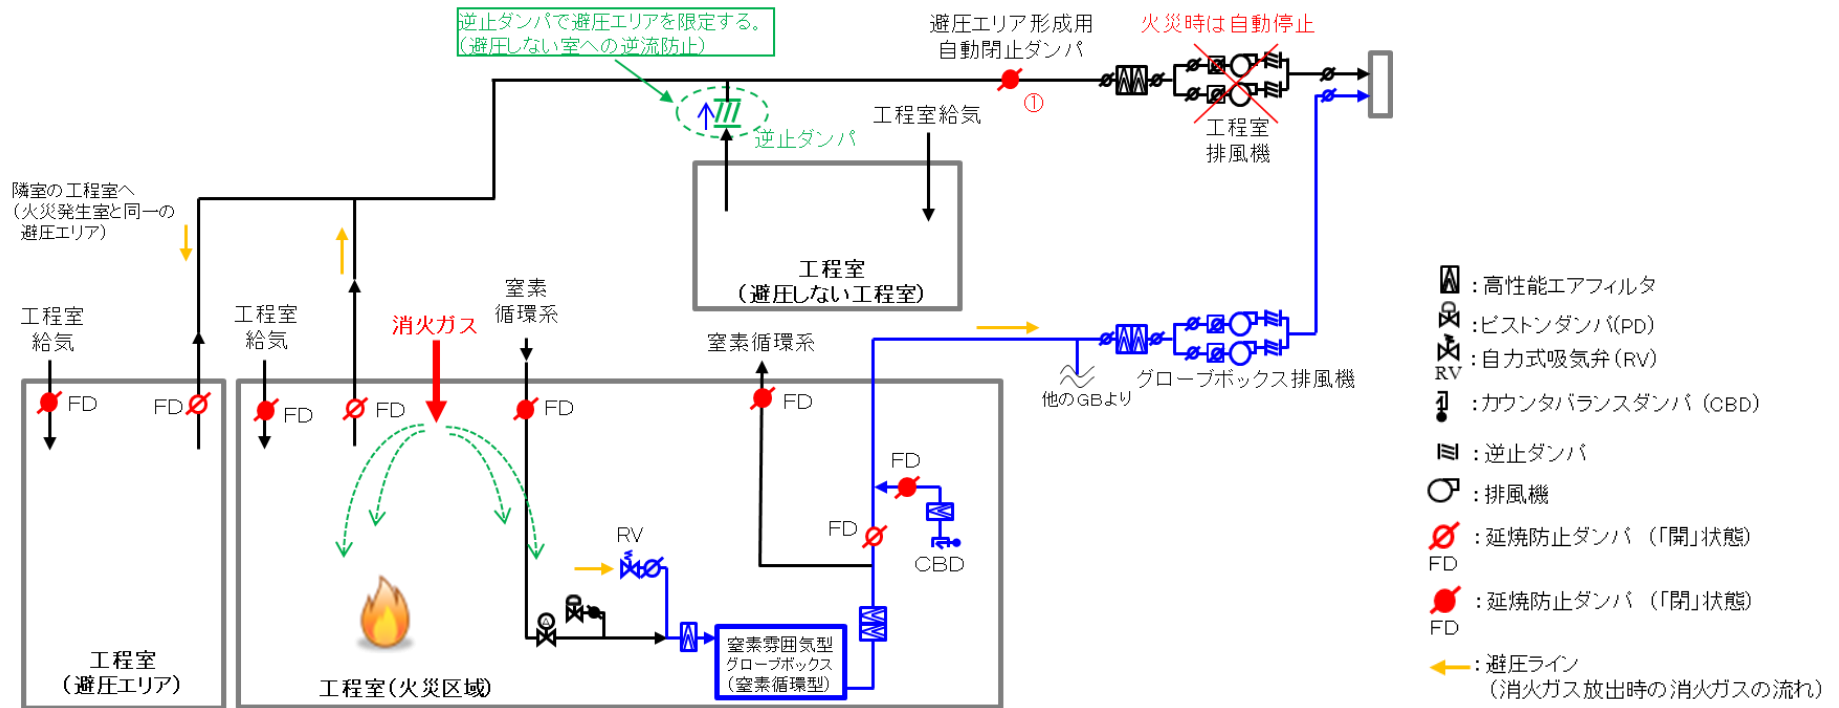 逆止ダンパで避圧エリアを限定する。
（避圧しない室への逆流防止）
避圧エリア形成用
自動閉止ダンパ
①
火災時は自動停止
工程室
排風機
逆止ダンパ
工程室給気
隣室の工程室へ
（火災発生室と同一の
避圧エリア）
工程室
（避圧しない工程室）
工程室
給気
工程室
給気
消火ガス
窒素
循環系
窒素循環系
グローブボックス排風機
他のGBより
FD
FD
FD
FD
FD
FD
FD
FD
RV
CBD
A
窒素雰囲気型
グローブボックス
（窒素循環型）
工程室
（避圧エリア）
工程室（火災区域）
：高性能エアフィルタ
：ピストンダンパ(PD)
：自力式吸気弁（RV）
RV
：カウンタバランスダンパ（CBD）
：逆止ダンパ
：排風機
：延焼防止ダンパ（「開」状態）
FD
：延焼防止ダンパ（「閉」状態）
FD
：避圧ライン
（消火ガス放出時の消火ガスの流れ）